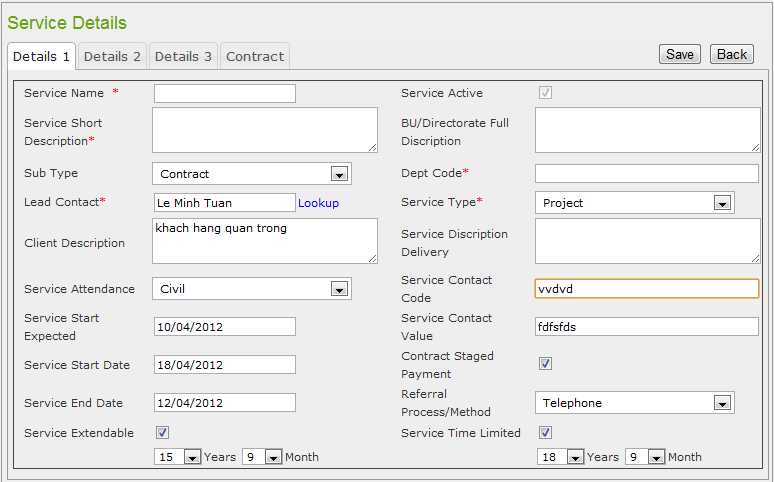 Service Details
Details 1 Details 2 Details 3 Contract Save Back
Service Name * Service Active
Service Short Description* BU/Directorate Full Discription
Sub Type Contract Dept Code*
Lead Contact* Le Minh Tuan Lookup Service Type* Project
Client Description khach hang quan trong Service Discription Delivery
Service Attendance Civil Service Contact Code vvdvd
Service Start Expected 10/04/2012 Service Contact Value fdfsfds
Service Start Date 18/04/2012 Contract Staged Payment
Service End Date 12/04/2012 Referral Process/Method Telephone
Service Extendable Service Time Limited
15 Years 9 Month 18 Years 9 Month